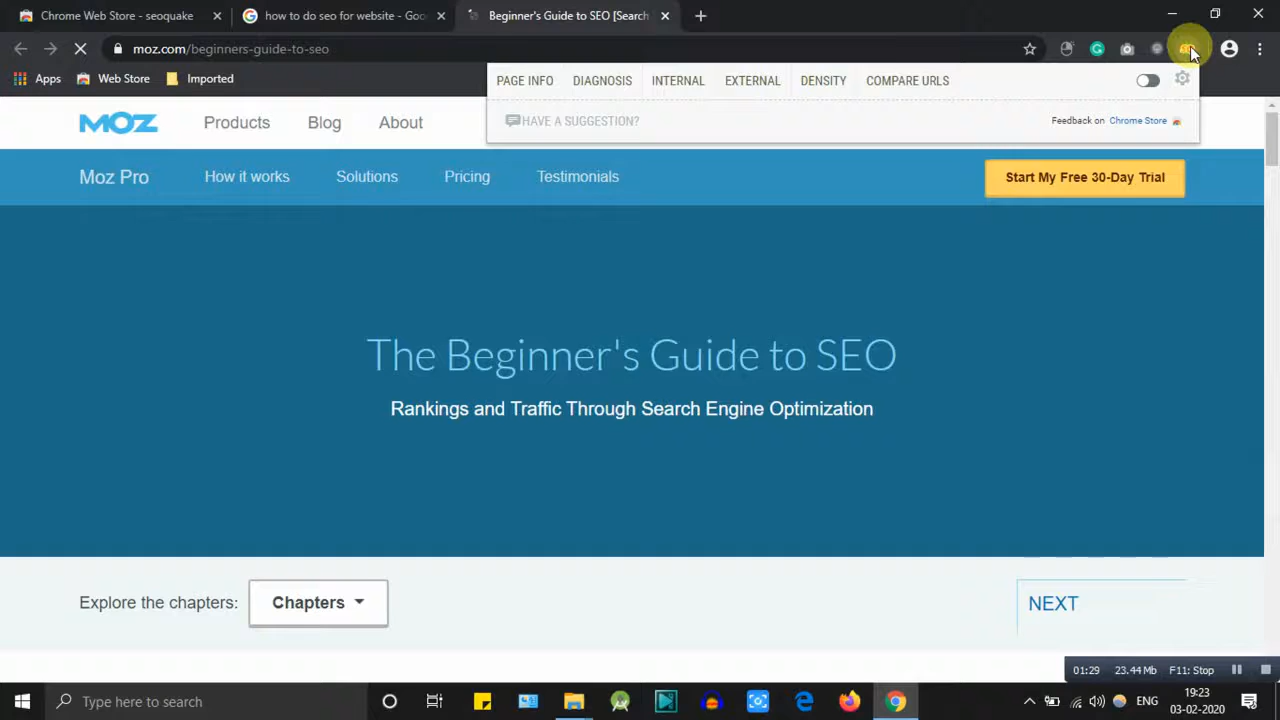 Chrome Web Store - seoquake
how to do seo for website - Goo
Beginner's Guide to SEO [Search
moz.com/beginners-guide-to-seo
Apps
Web Store
Imported
PAGE INFO
DIAGNOSIS
INTERNAL
EXTERNAL
DENSITY
COMPARE URLS
HAVE A SUGGESTION?
Feedback on Chrome Store
MOZ
Products
Blog
About
Moz Pro
How it works
Solutions
Pricing
Testimonials
Start My Free 30-Day Trial
The Beginner's Guide to SEO
Rankings and Traffic Through Search Engine Optimization
Explore the chapters:
Chapters
NEXT
01:29
23.44 Mb
F11: Stop
Type here to search
ENG
19:23
03-02-2020